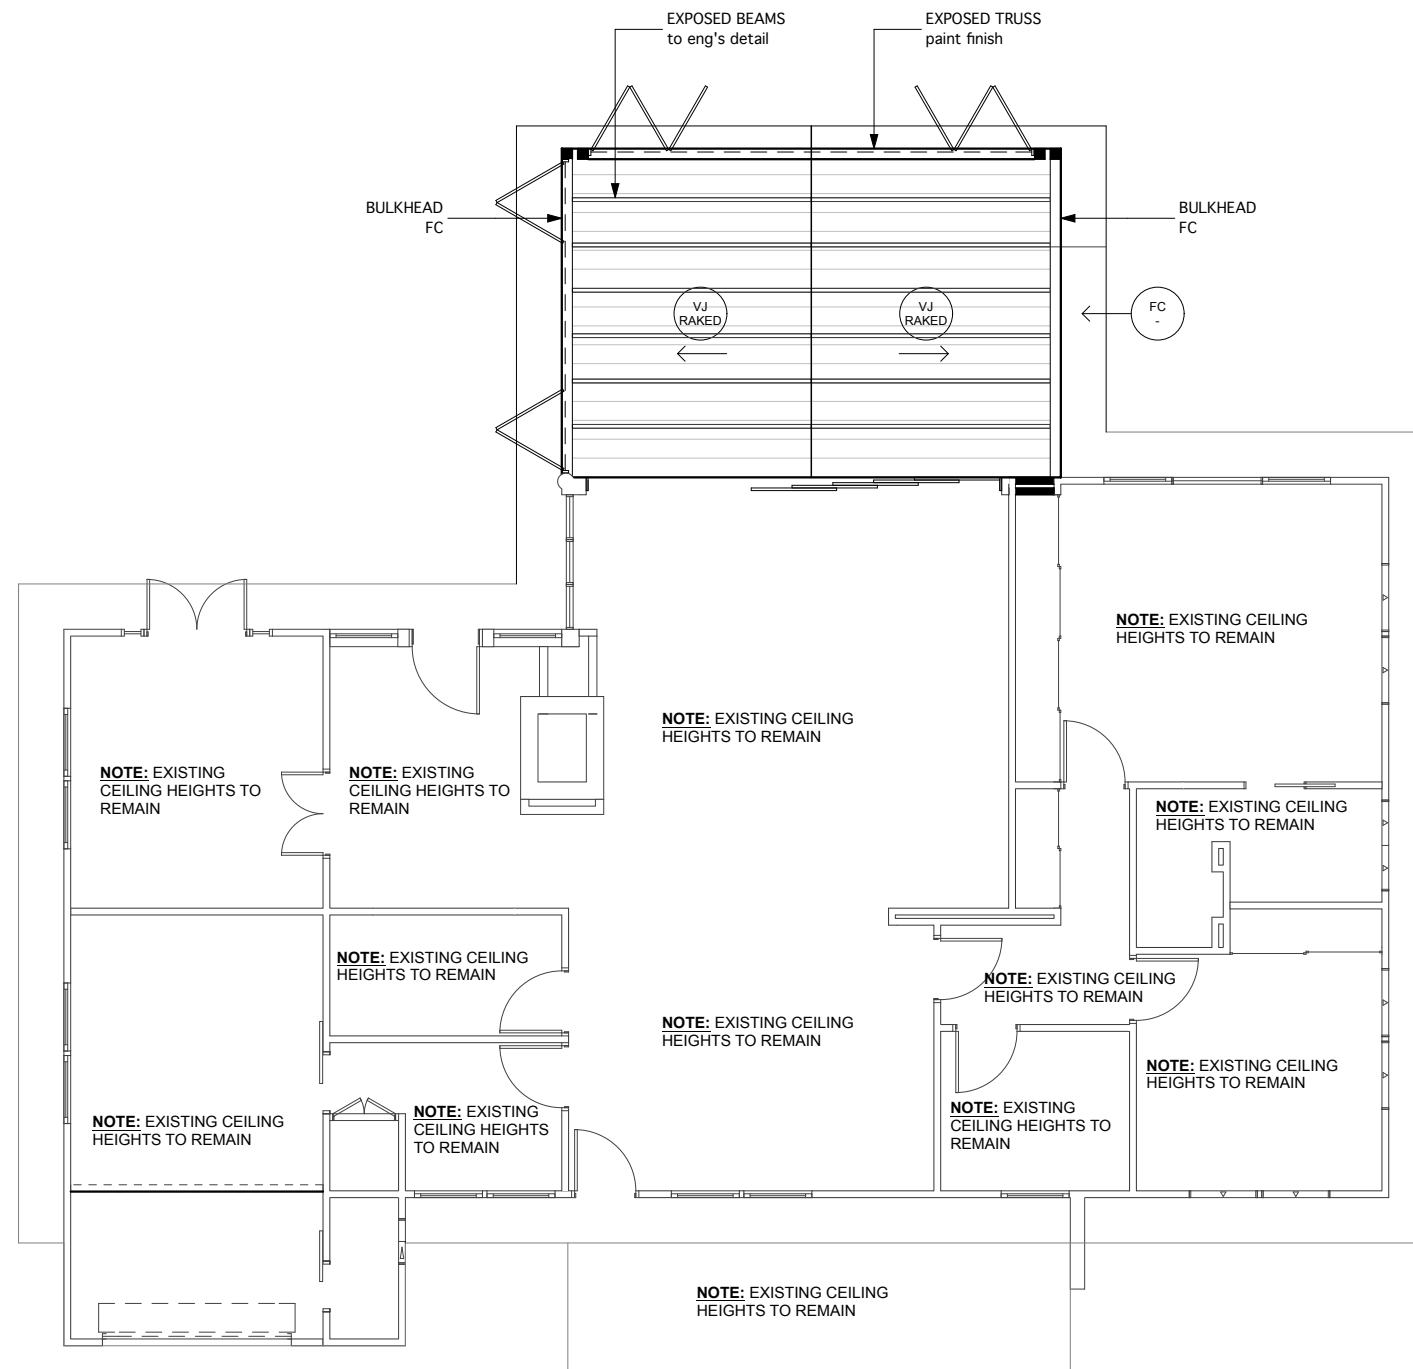 EXPOSED BEAMS
to eng's detail
EXPOSED TRUSS
paint finish
BULKHEAD
FC
BULKHEAD
FC
VJ
RAKED
VJ
RAKED
FC
-
NOTE: EXISTING CEILING
HEIGHTS TO REMAIN
NOTE: EXISTING CEILING
HEIGHTS TO REMAIN
NOTE: EXISTING
CEILING HEIGHTS TO
REMAIN
NOTE: EXISTING
CEILING HEIGHTS TO
REMAIN
NOTE: EXISTING CEILING
HEIGHTS TO REMAIN
NOTE: EXISTING CEILING
HEIGHTS TO REMAIN
NOTE: EXISTING CEILING
HEIGHTS TO REMAIN
NOTE: EXISTING CEILING
HEIGHTS TO REMAIN
NOTE: EXISTING CEILING
HEIGHTS TO REMAIN
NOTE: EXISTING CEILING
HEIGHTS TO REMAIN
NOTE: EXISTING
CEILING HEIGHTS
TO REMAIN
NOTE: EXISTING
CEILING HEIGHTS TO
REMAIN
NOTE: EXISTING CEILING
HEIGHTS TO REMAIN